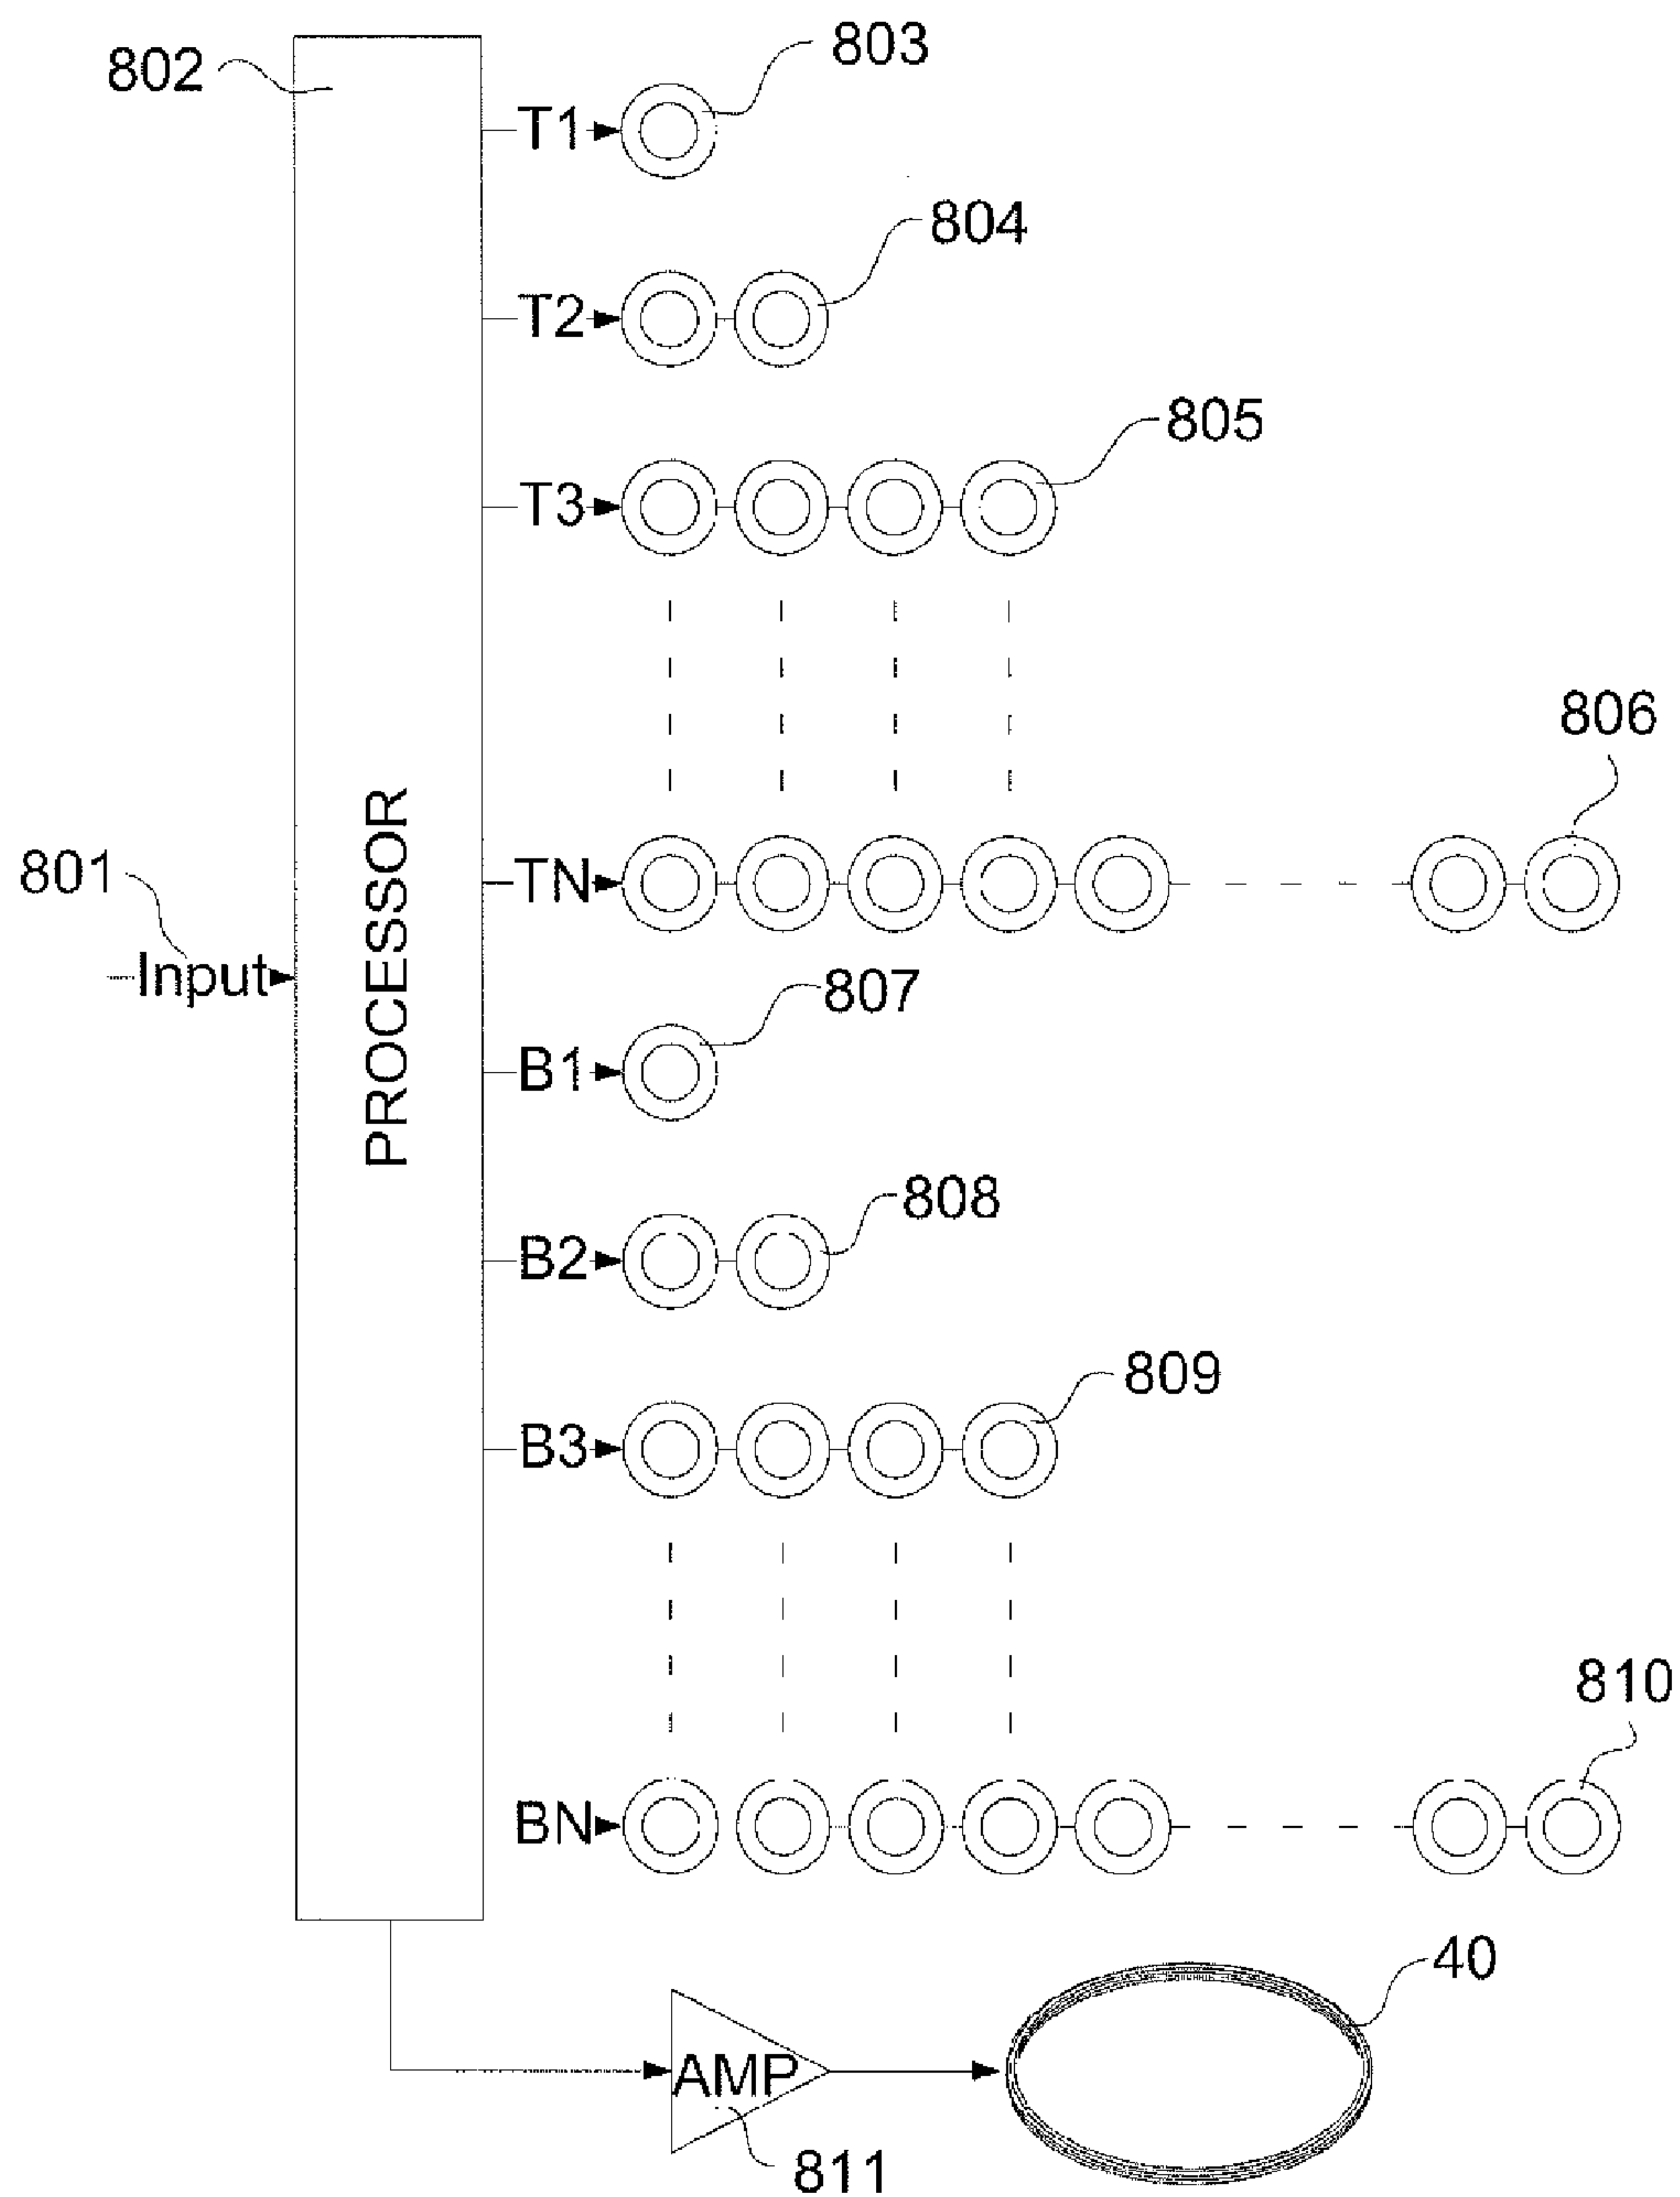 803
802
T1
804
T2
805
T3
806
801
TN
Input
PROCESSOR
807
B1
808
B2
809
B3
810
BN
40
AMP
811